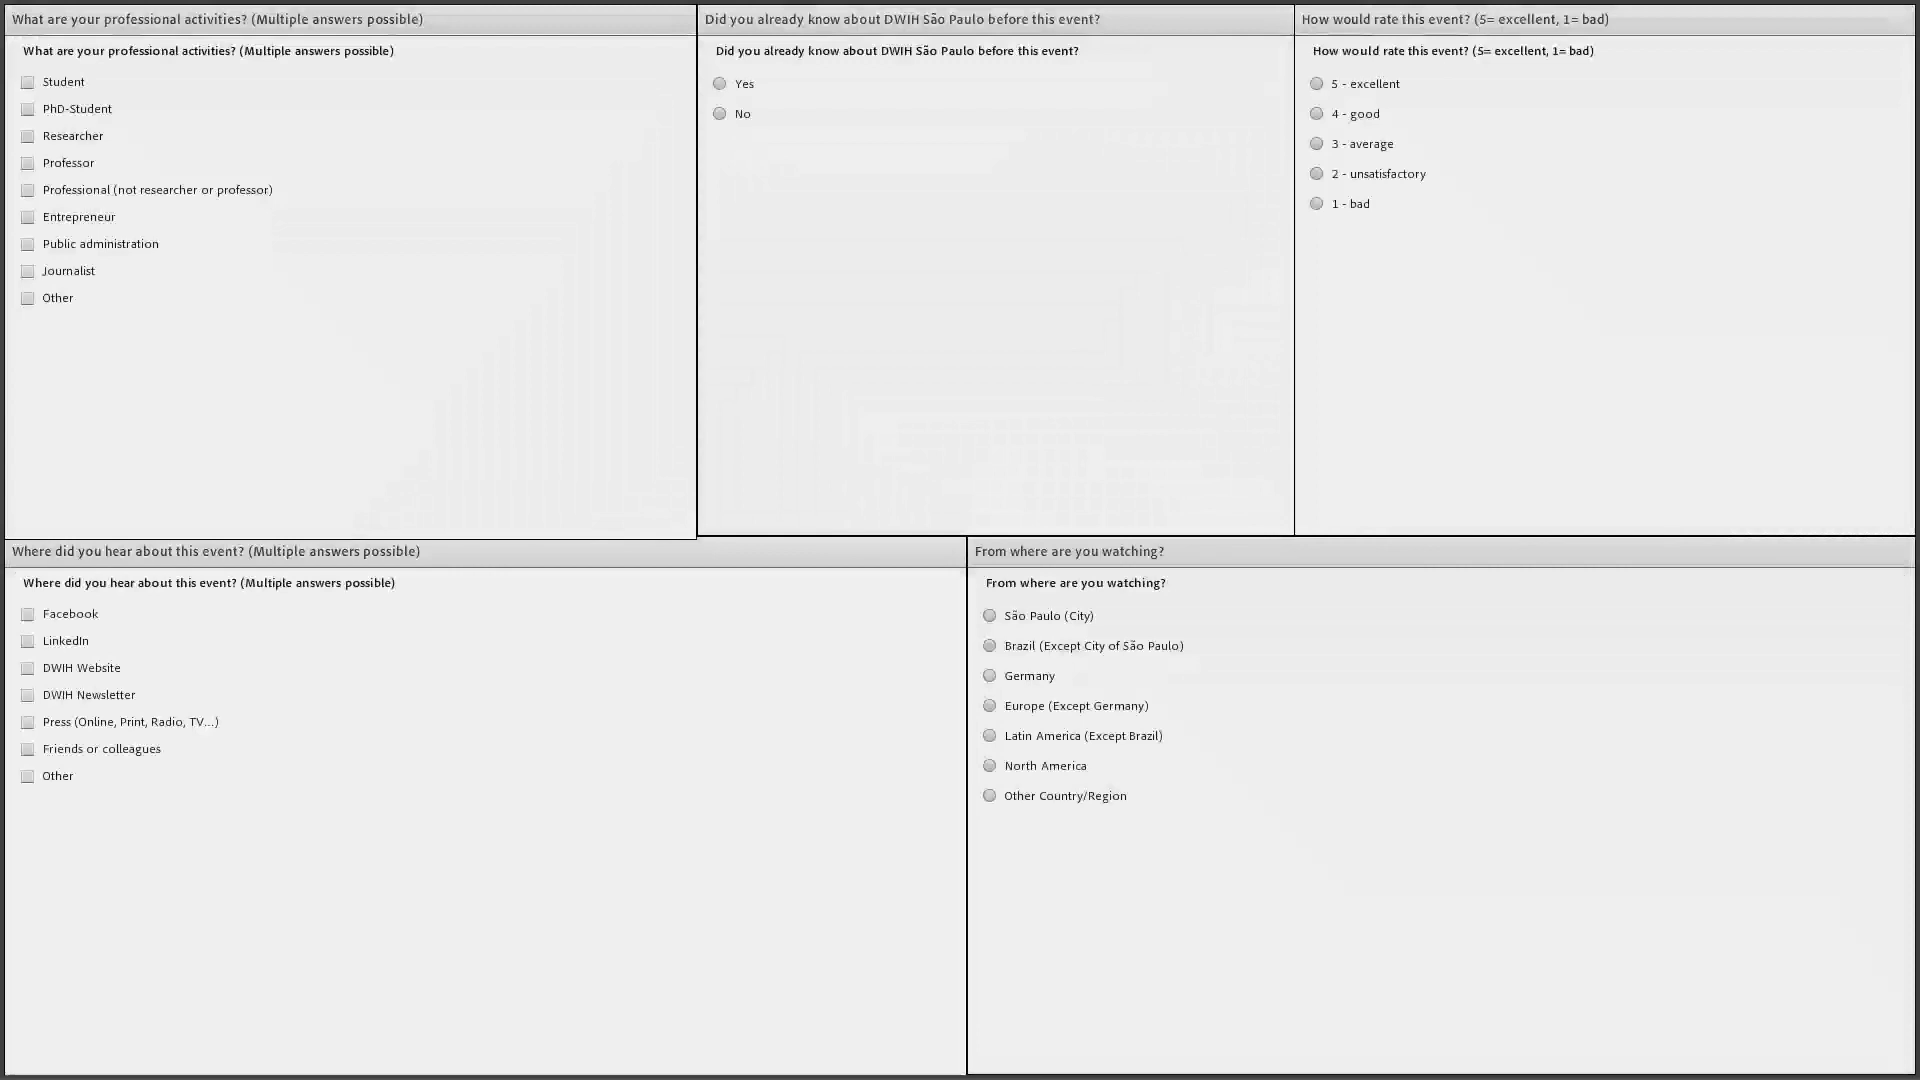 What are your professional activities? (Multiple answers possible)
What are your professional activities? (Multiple answers possible)
Student
PhD-Student
Researcher
Professor
Professional (not researcher or professor)
Entrepreneur
Public administration
Journalist
Other
Did you already know about DWIH São Paulo before this event?
Did you already know about DWIH São Paulo before this event?
Yes
No
How would rate this event? (5= excellent, 1= bad)
How would rate this event? (5= excellent, 1= bad)
5 - excellent
4 - good
3 - average
2 - unsatisfactory
1 - bad
Where did you hear about this event? (Multiple answers possible)
Where did you hear about this event? (Multiple answers possible)
Facebook
LinkedIn
DWIH Website
DWIH Newsletter
Press (Online, Print, Radio, TV...)
Friends or colleagues
Other
From where are you watching?
From where are you watching?
São Paulo (City)
Brazil (Except City of São Paulo)
Germany
Europe (Except Germany)
Latin America (Except Brazil)
North America
Other Country/Region